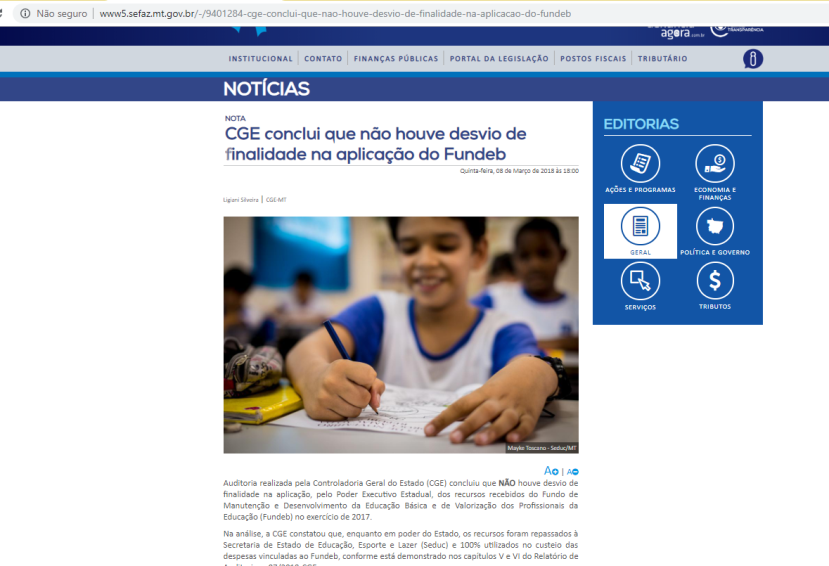 Não seguro | www5.sefaz.mt.gov.br/-/9401284-cge-conclui-que-nao-houve-desvio-de-finalidade-na-aplicacao-do-fundeb
agora.com.br
TRANSPARÊNCIA
INSTITUCIONAL | CONTATO | FINANÇAS PÚBLICAS | PORTAL DA LEGISLAÇÃO | POSTOS FISCAIS | TRIBUTÁRIO
NOTÍCIAS
NOTA
CGE conclui que não houve desvio de
finalidade na aplicação do Fundeb
Quinta-feira, 08 de Março de 2018 às 18:00
Ligiani Silveira | CGE-MT
Mayke Toscano - Seduc/MT
A+ | A-
Auditoria realizada pela Controladoria Geral do Estado (CGE) concluiu que NÃO houve desvio de
finalidade na aplicação, pelo Poder Executivo Estadual, dos recursos recebidos do Fundo de
Manutenção e Desenvolvimento da Educação Básica e de Valorização dos Profissionais da
Educação (Fundeb) no exercício de 2017.
Na análise, a CGE constatou que, enquanto em poder do Estado, os recursos foram repassados à
Secretaria de Estado de Educação, Esporte e Lazer (Seduc) e 100% utilizados no custeio das
despesas vinculadas ao Fundeb, conforme está demonstrado nos capítulos V e VI do Relatório de
EDITORIAS
AÇÕES E PROGRAMAS
ECONOMIA E
FINANÇAS
GERAL
POLÍTICA E GOVERNO
SERVIÇOS
TRIBUTOS